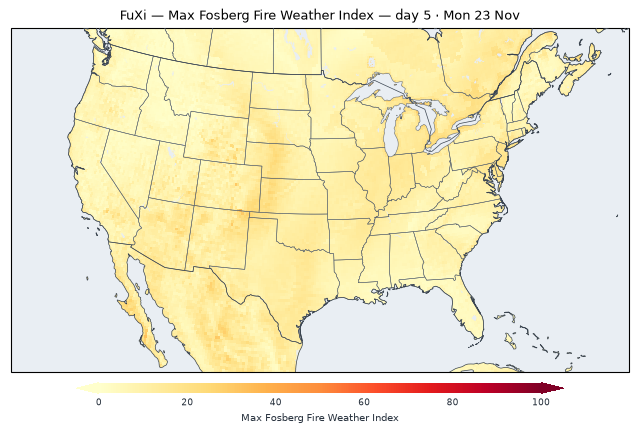 FuXi — Max Fosberg Fire Weather Index — day 5 · Mon 23 Nov
0 20 40 60 80 100
Max Fosberg Fire Weather Index